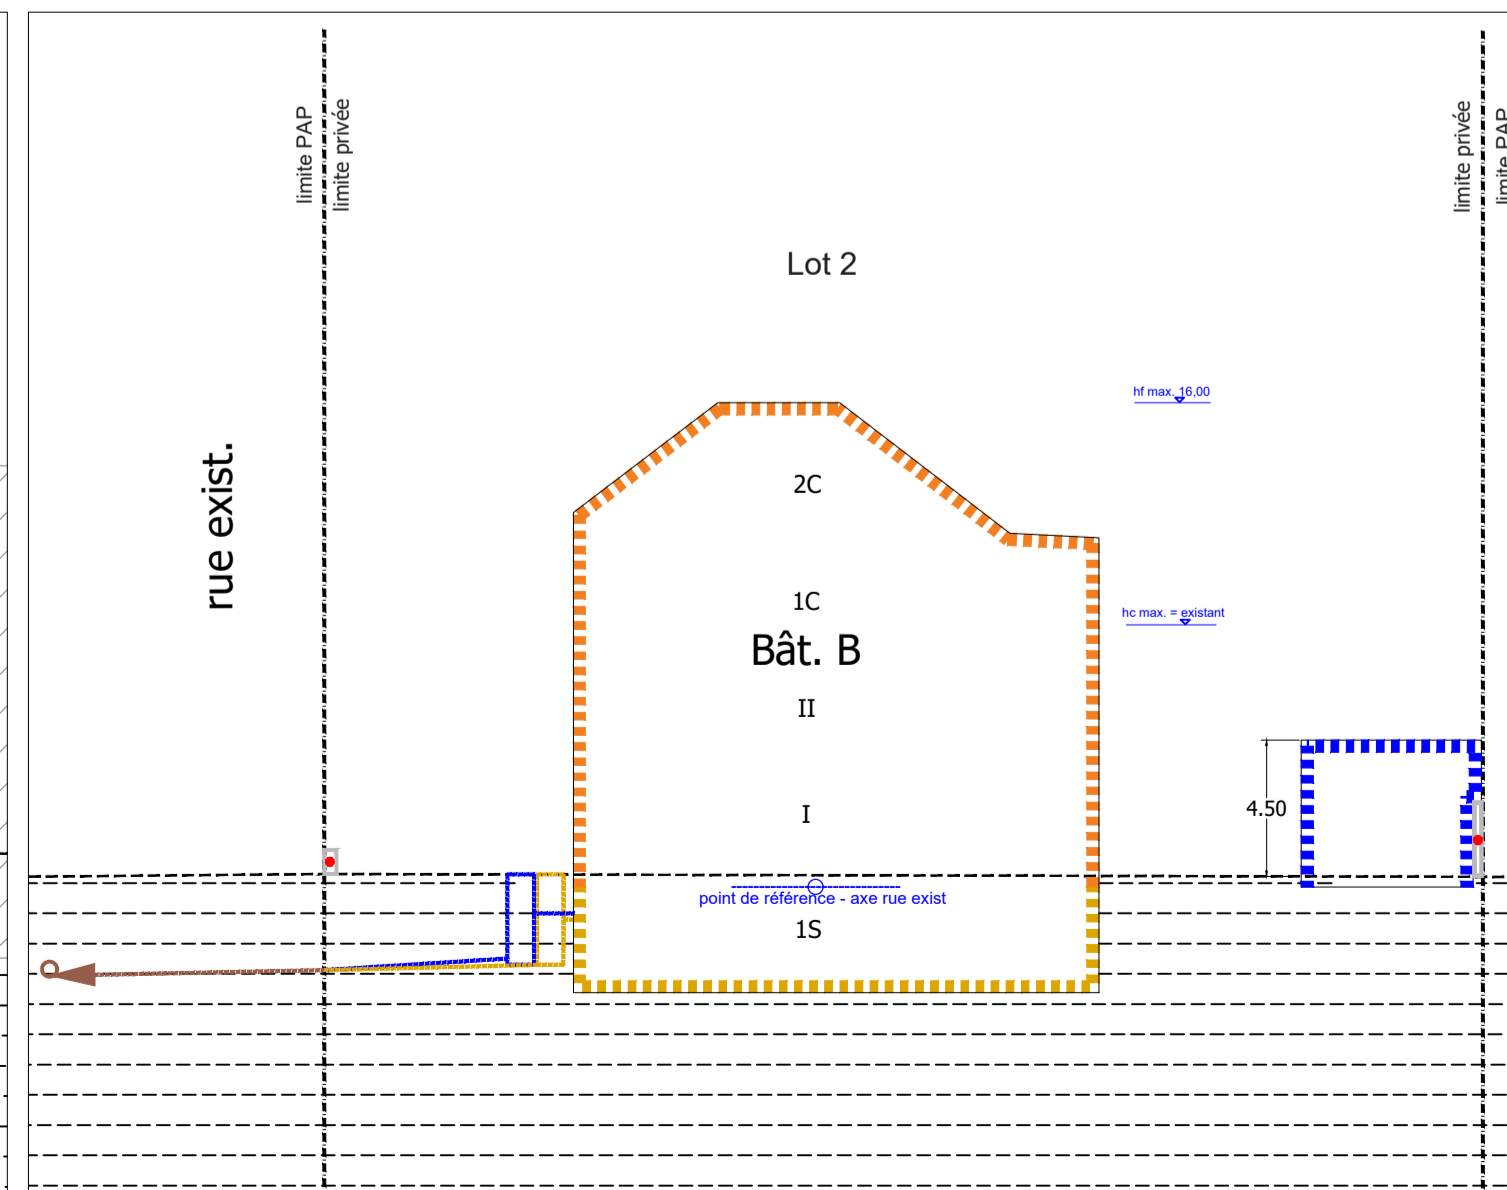 limite PAP
limite privée
limite privée
limite PAP
Lot 2
hf max. 16,00
rue exist.
2C
1C
hc max. = existant
Bât. B
II
I
4.50
point de référence - axe rue exist
1S